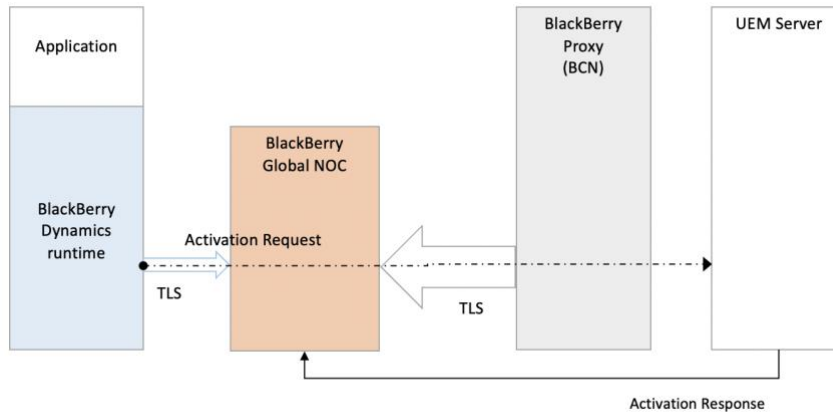 Application
BlackBerry
Dynamics
runtime
BlackBerry
Global NOC
BlackBerry
Proxy
(BCN)
UEM Server
Activation Request
TLS
TLS
Activation Response